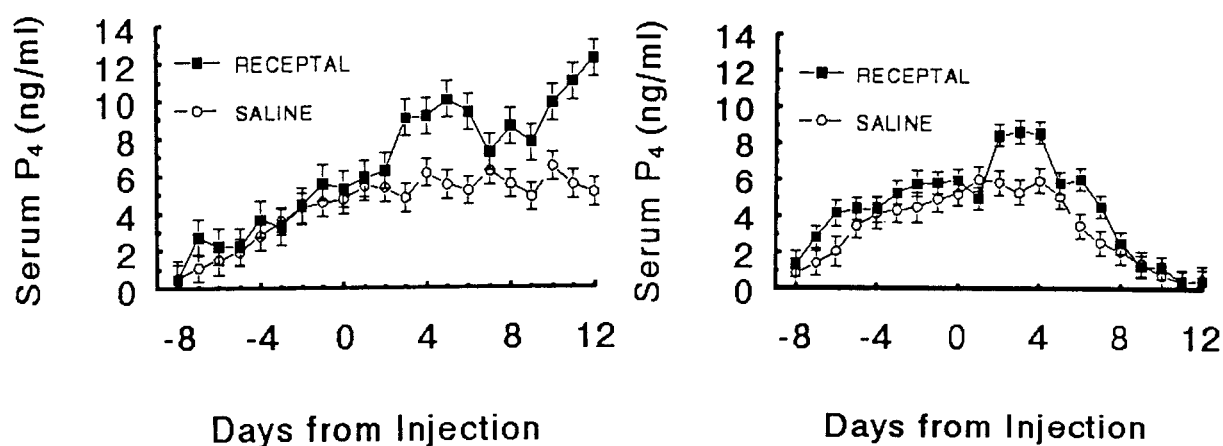 Serum P₄ (ng/ml)
14
12
10
8
6
4
2
0
RECEPTAL
SALINE
-8 -4 0 4 8 12
Days from Injection
Serum P₄ (ng/ml)
14
12
10
8
6
4
2
0
RECEPTAL
SALINE
-8 -4 0 4 8 12
Days from Injection